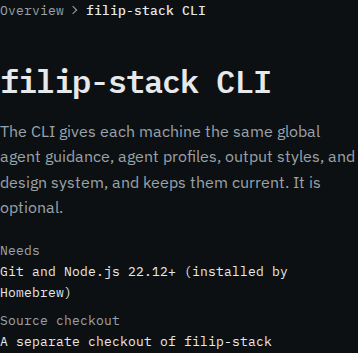 Overview > filip-stack CLI
filip-stack CLI
The CLI gives each machine the same global
agent guidance, agent profiles, output styles, and
design system, and keeps them current. It is
optional.
Needs
Git and Node.js 22.12+ (installed by
Homebrew)
Source checkout
A separate checkout of filip-stack